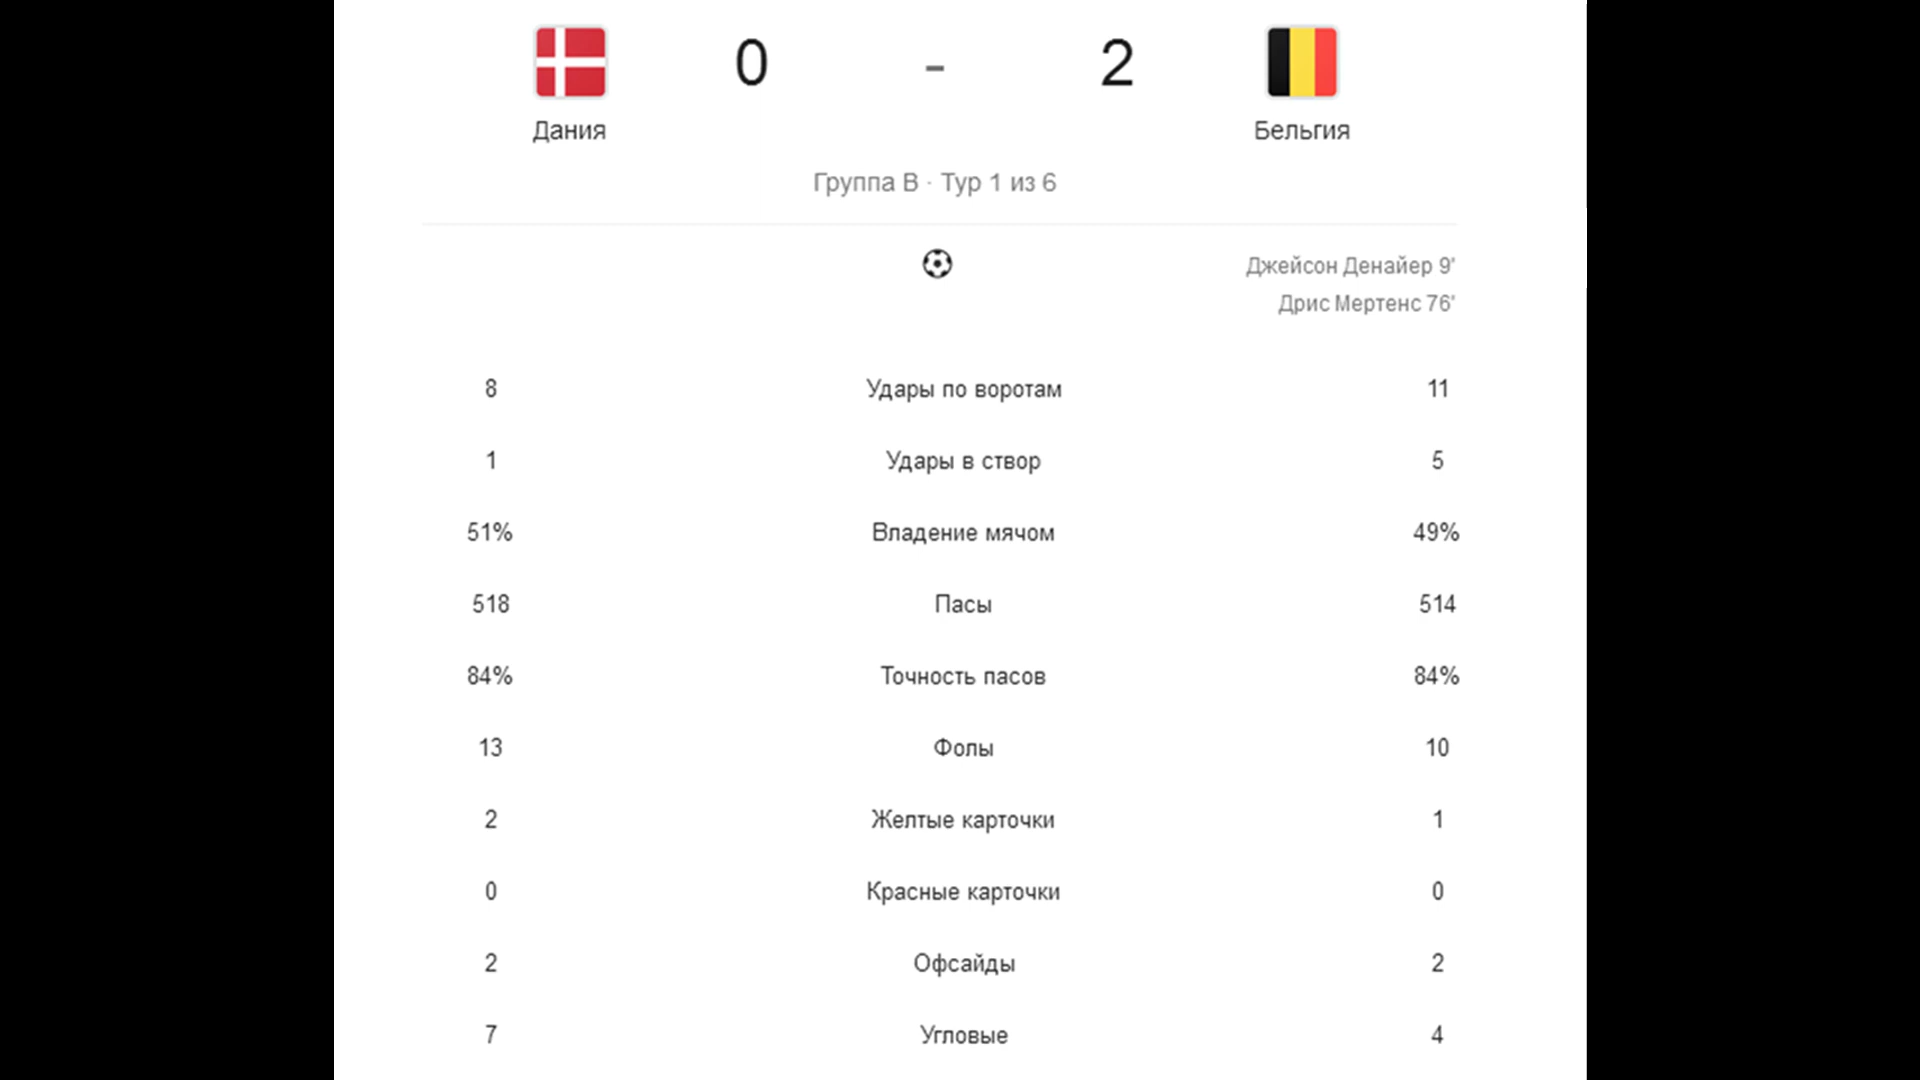 0 - 2
Дания Бельгия
Группа B · Тур 1 из 6
Джейсон Денайер 9'
Дрис Мертенс 76'
8 Удары по воротам 11
1 Удары в створ 5
51% Владение мячом 49%
518 Пасы 514
84% Точность пасов 84%
13 Фолы 10
2 Желтые карточки 1
0 Красные карточки 0
2 Офсайды 2
7 Угловые 4